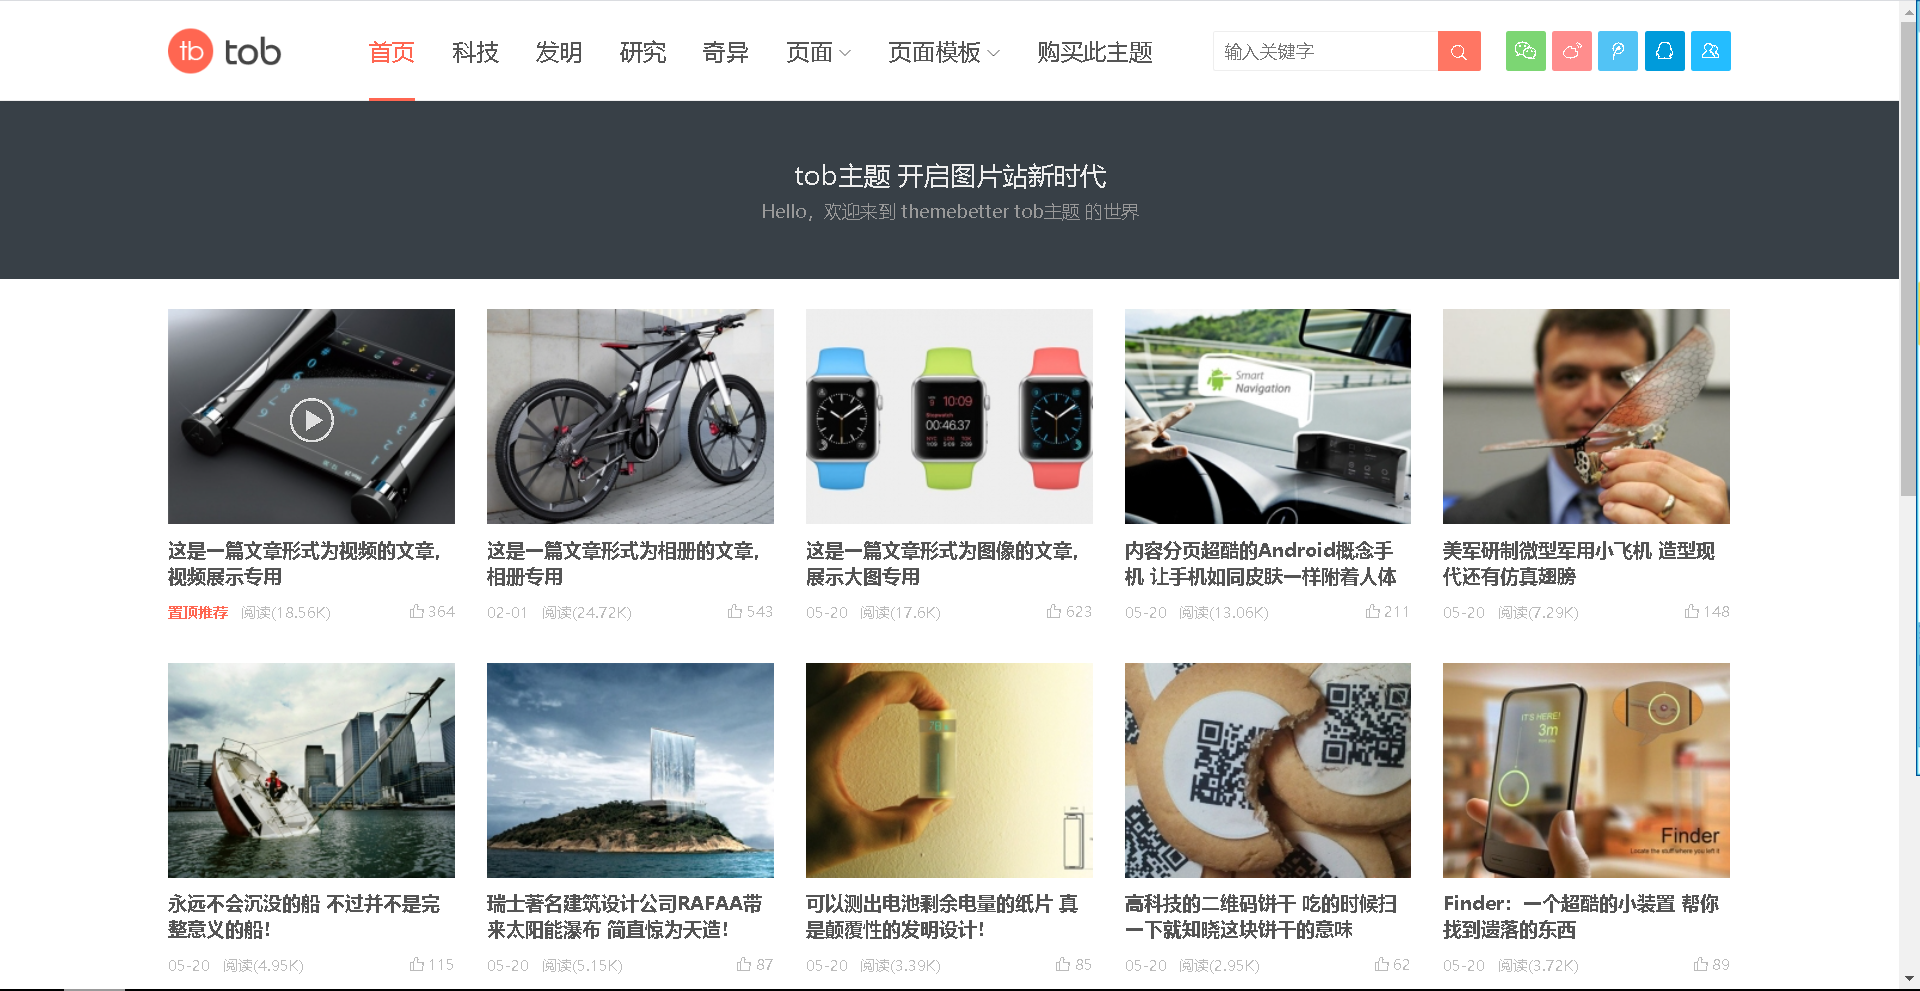 tb tob
首页 科技 发明 研究 奇异 页面 页面模板 购买此主题 输入关键字
tob主题 开启图片站新时代
Hello，欢迎来到 themebetter tob主题 的世界
Smart
Navigation
10:09
Stopwatch
00:46.37
这是一篇文章形式为视频的文章，
视频展示专用
置顶推荐 阅读(18.56K) 364
这是一篇文章形式为相册的文章，
相册专用
02-01 阅读(24.72K) 543
这是一篇文章形式为图像的文章，
展示大图专用
05-20 阅读(17.6K) 623
内容分页超酷的Android概念手
机 让手机如同皮肤一样附着人体
05-20 阅读(13.06K) 211
美军研制微型军用小飞机 造型现
代还有仿真翅膀
05-20 阅读(7.29K) 148
IT'S HERE!
3m
Finder
Locate the stuff where you left it
永远不会沉没的船 不过并不是完
整意义的船！
05-20 阅读(4.95K) 115
瑞士著名建筑设计公司RAFAA带
来太阳能瀑布 简直惊为天造！
05-20 阅读(5.15K) 87
可以测出电池剩余电量的纸片 真
是颠覆性的发明设计！
05-20 阅读(3.39K) 85
高科技的二维码饼干 吃的时候扫
一下就知晓这块饼干的意味
05-20 阅读(2.95K) 62
Finder：一个超酷的小装置 帮你
找到遗落的东西
05-20 阅读(3.72K) 89